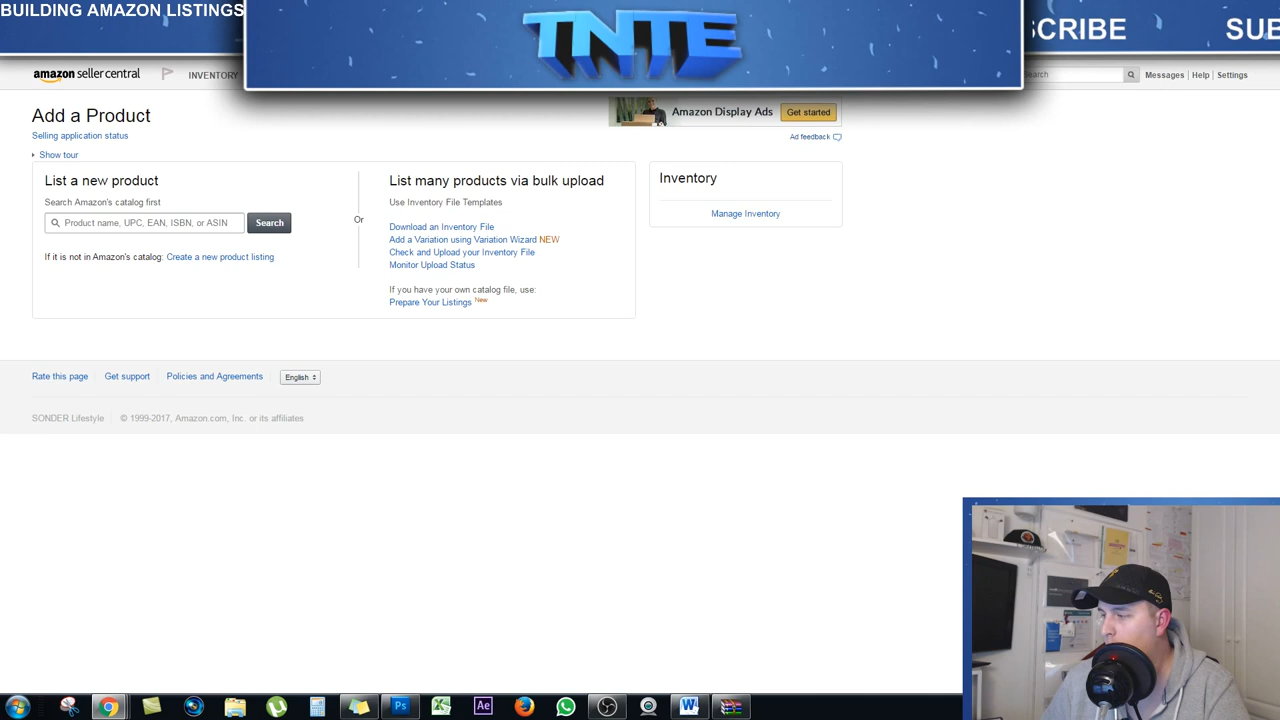 BUILDING AMAZON LISTINGS
TNTE
SCRIBE
SUB
amazon seller central
INVENTORY
Search
Messages
Help
Settings
Add a Product
Selling application status
Amazon Display Ads
Get started
Ad feedback
Show tour
List a new product
Search Amazon's catalog first
Product name, UPC, EAN, ISBN, or ASIN
Search
If it is not in Amazon's catalog: Create a new product listing
Or
List many products via bulk upload
Use Inventory File Templates
Download an Inventory File
Add a Variation using Variation Wizard NEW
Check and Upload your Inventory File
Monitor Upload Status
If you have your own catalog file, use:
Prepare Your Listings New
Inventory
Manage Inventory
Rate this page
Get support
Policies and Agreements
English
SONDER Lifestyle
© 1999-2017, Amazon.com, Inc. or its affiliates